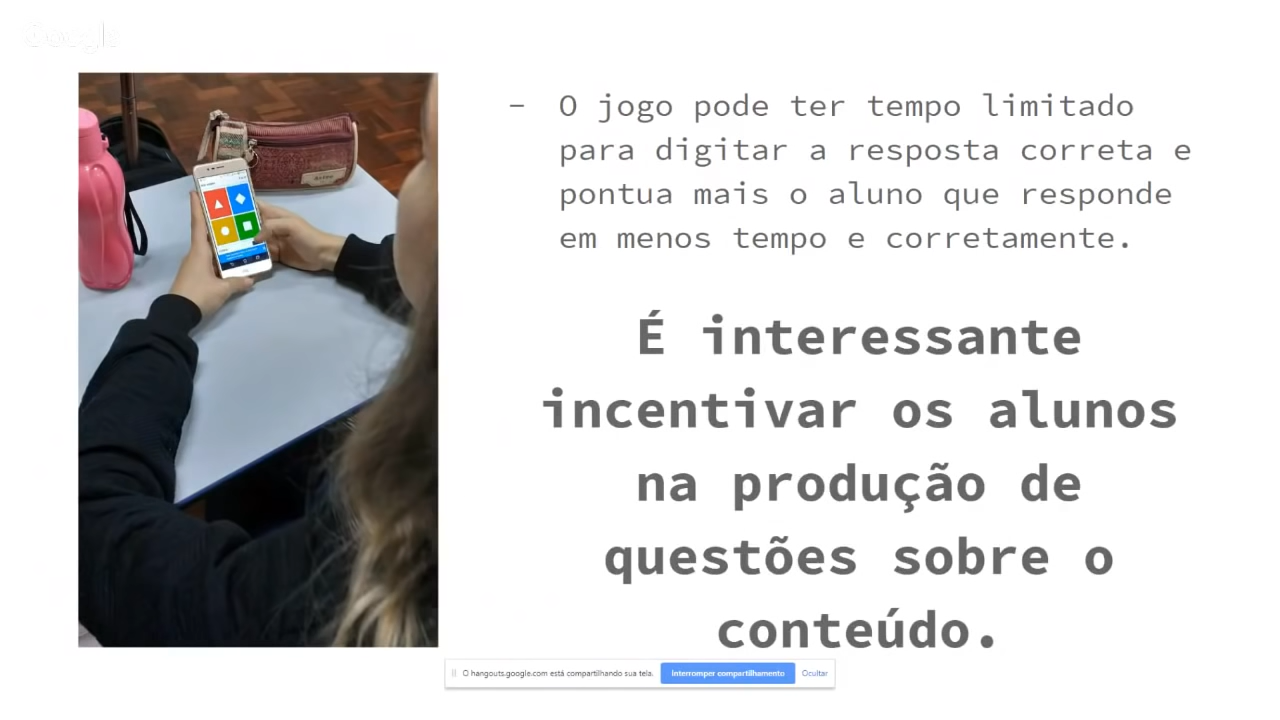 Google
- O jogo pode ter tempo limitado
para digitar a resposta correta e
pontua mais o aluno que responde
em menos tempo e corretamente.
É interessante
incentivar os alunos
na produção de
questões sobre o
conteúdo.
O hangouts.google.com está compartilhando sua tela. Interromper compartilhamento Ocultar